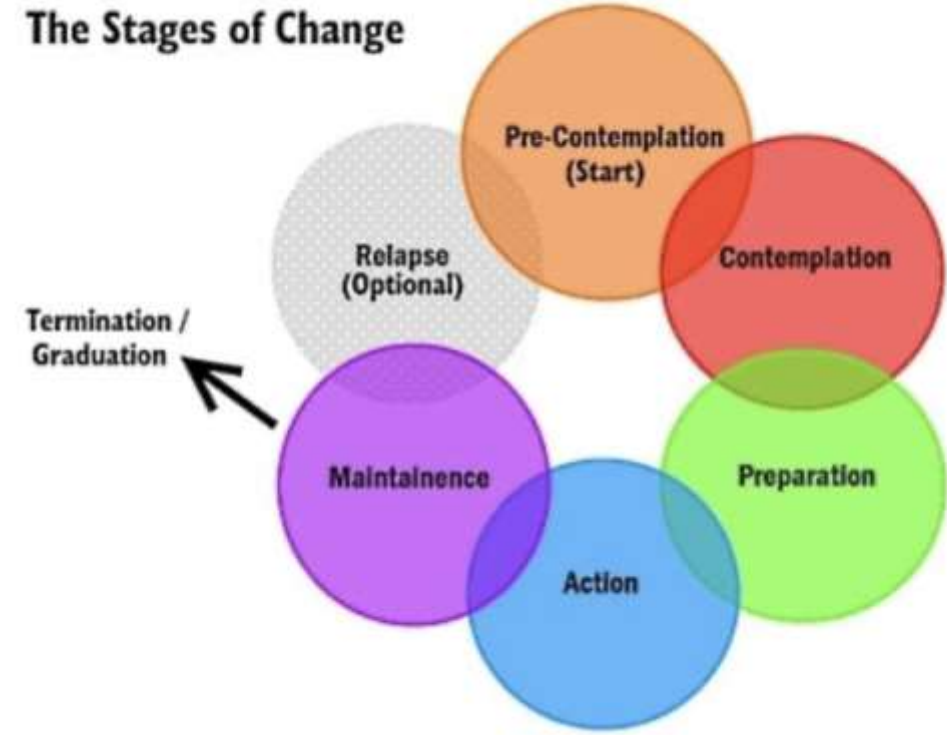 The Stages of Change
Pre-Contemplation
(Start)
Contemplation
Preparation
Action
Maintainence
Relapse
(Optional)
Termination /
Graduation